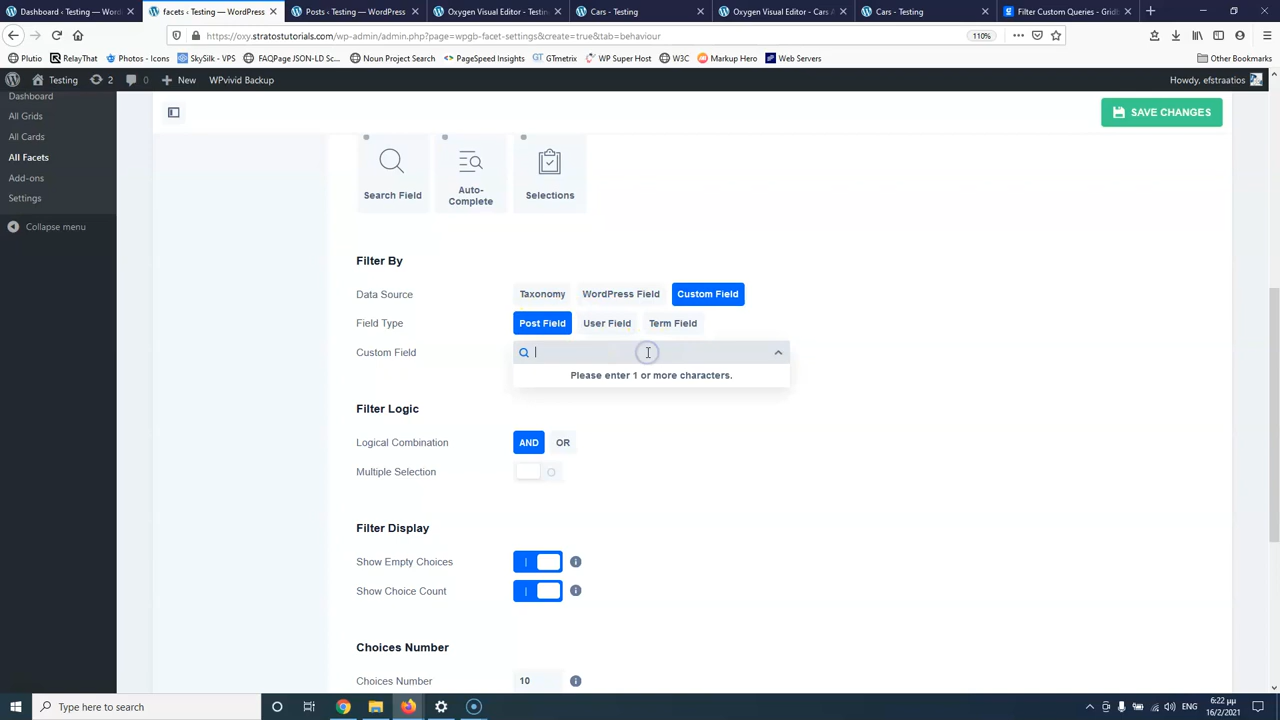 Dashboard ‹ Testing — Word
facets ‹ Testing — WordPress
Posts ‹ Testing — WordPress
Oxygen Visual Editor - Testin
Cars - Testing
Oxygen Visual Editor - Cars A
Cars - Testing
Filter Custom Queries - Gridb
https://oxy.stratostutorials.com/wp-admin/admin.php?page=wpgb-facet-settings&create=true&tab=behaviour
110%
Plutio
RelayThat
Photos - Icons
SkySilk - VPS
FAQPage JSON-LD Sc...
Noun Project Search
PageSpeed Insights
GTmetrix
WP Super Host
W3C
Markup Hero
Web Servers
Other Bookmarks
Testing
2
0
New
WPvivid Backup
Howdy, efstraatios
Dashboard
All Grids
All Cards
All Facets
Add-ons
Settings
Collapse menu
SAVE CHANGES
Search Field
Auto-
Complete
Selections
Filter By
Data Source
Taxonomy
WordPress Field
Custom Field
Field Type
Post Field
User Field
Term Field
Custom Field
Please enter 1 or more characters.
Filter Logic
Logical Combination
AND
OR
Multiple Selection
Filter Display
Show Empty Choices
Show Choice Count
Choices Number
Choices Number
10
Type here to search
ENG
6:22 μμ
16/2/2021